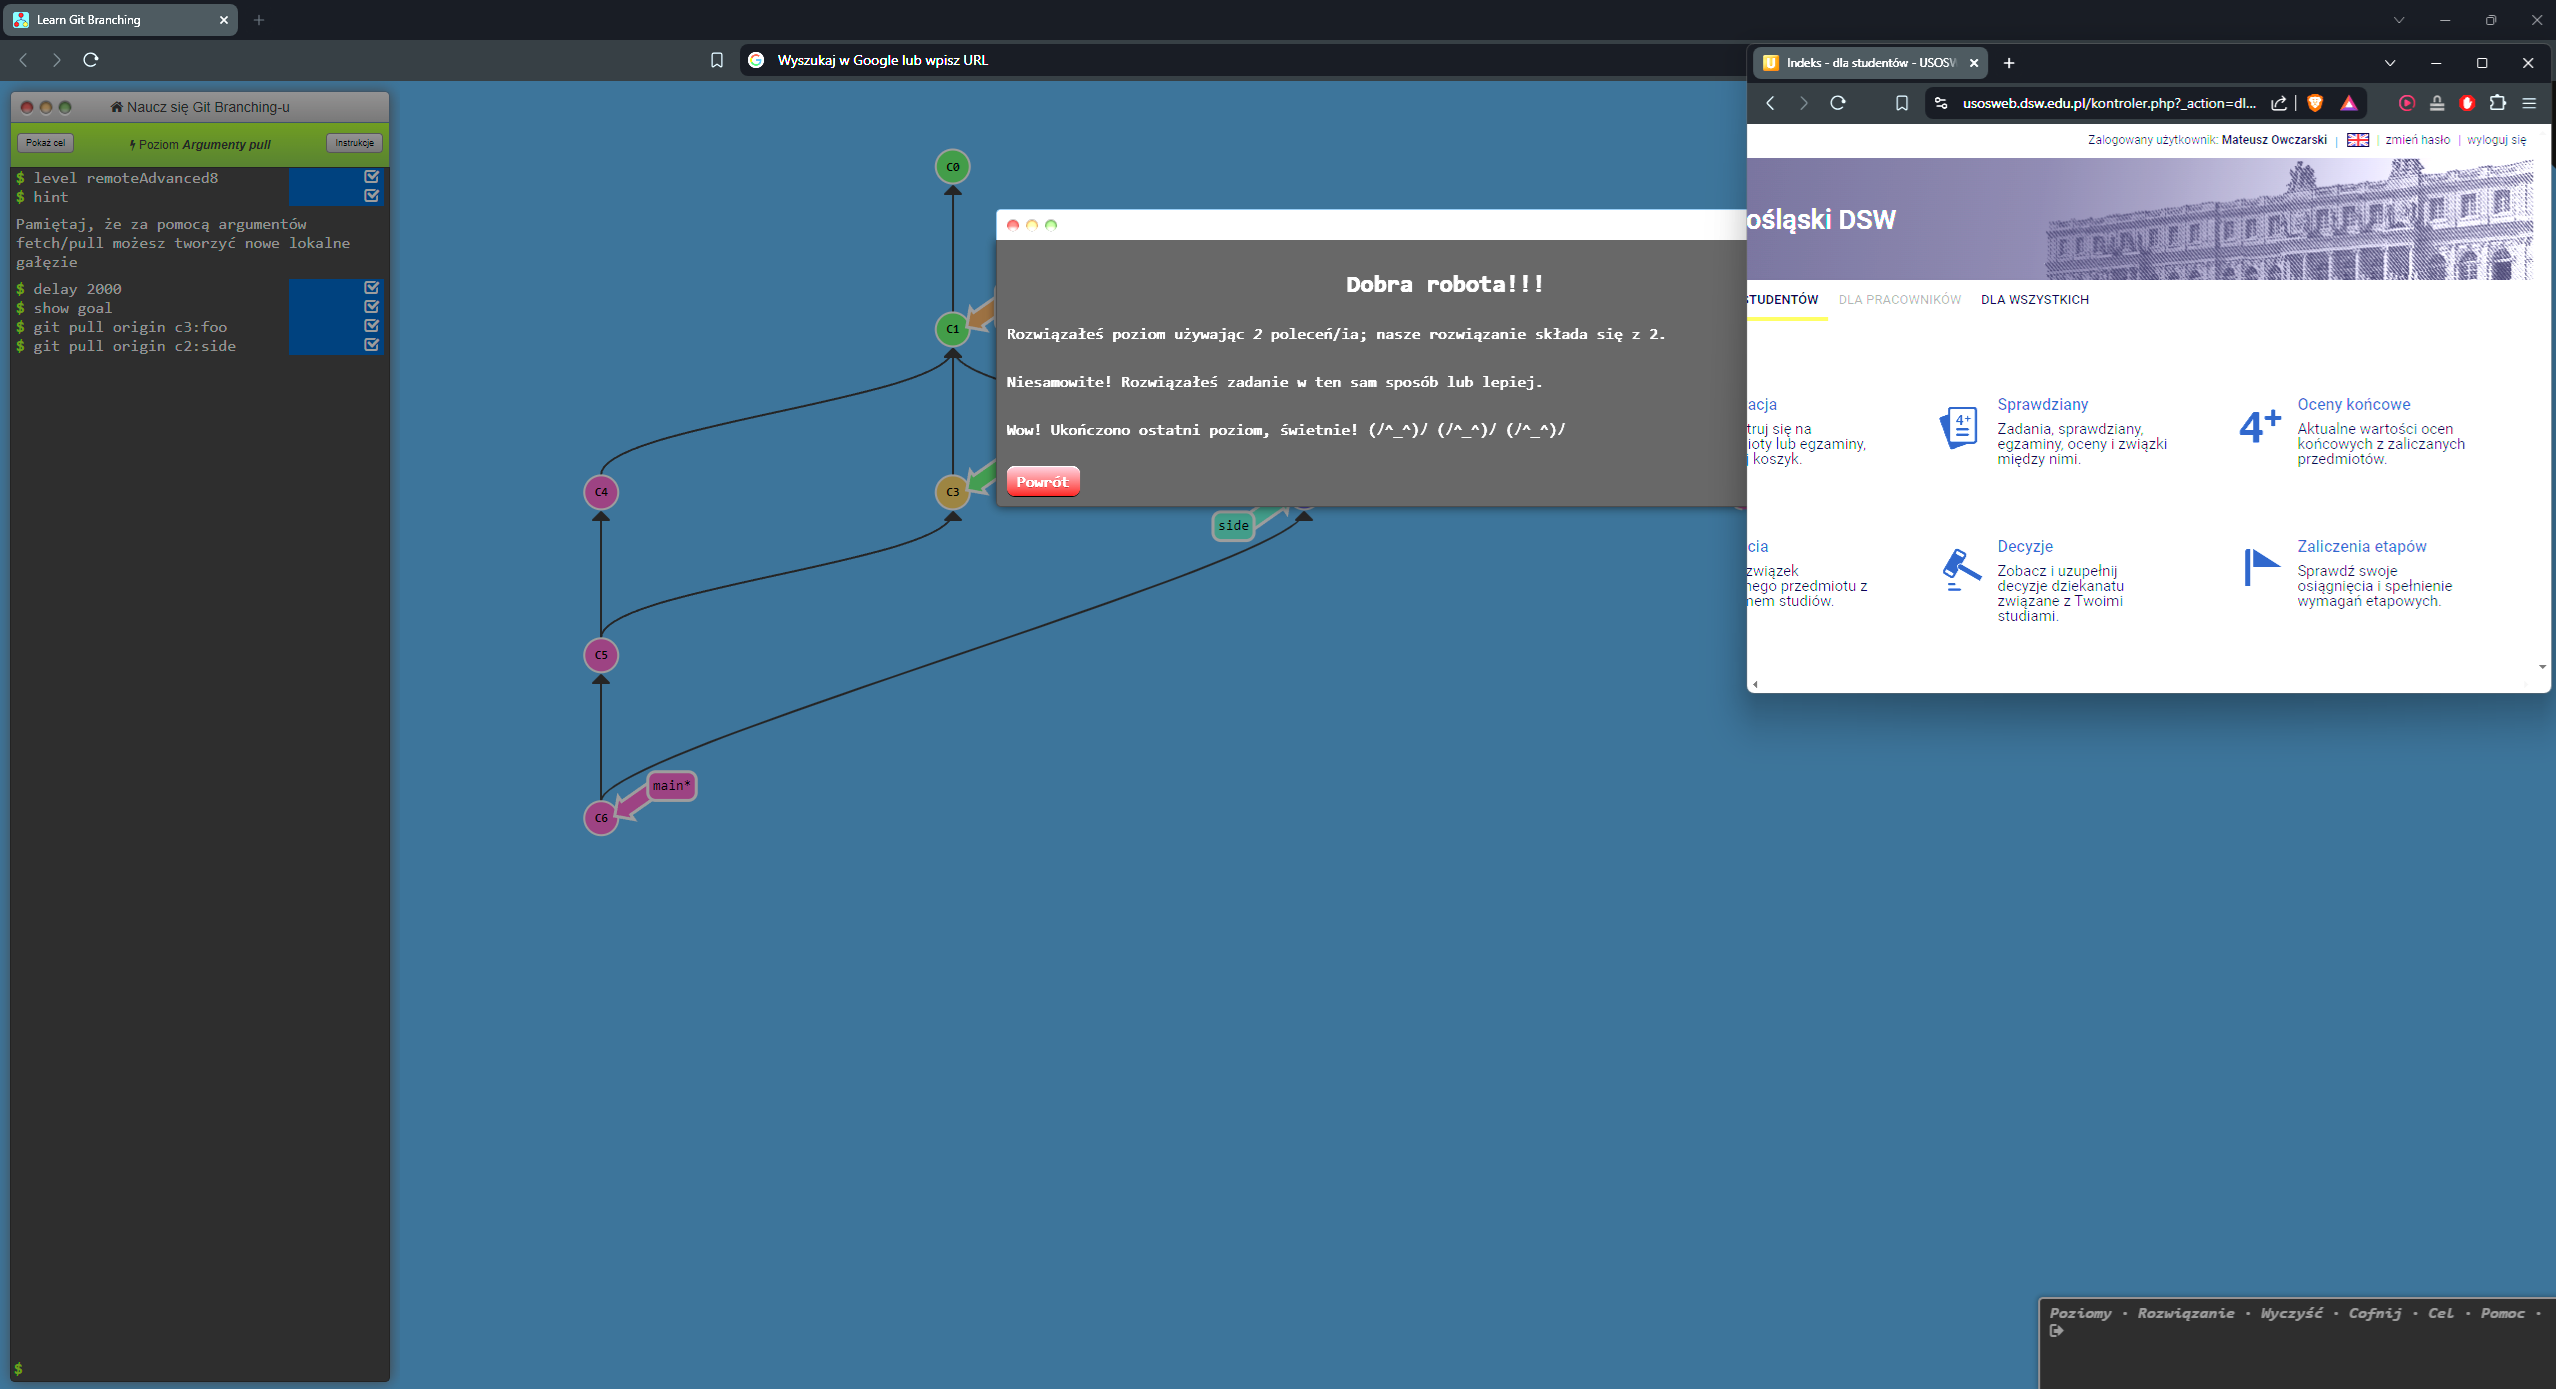 Learn Git Branching
Wyszukaj w Google lub wpisz URL
Naucz się Git Branching-u
Pokaż cel
Poziom Argumenty pull
Instrukcje
$ level remoteAdvanced8
$ hint
Pamiętaj, że za pomocą argumentów
fetch/pull możesz tworzyć nowe lokalne
gałęzie
$ delay 2000
$ show goal
$ git pull origin c3:foo
$ git pull origin c2:side
$
C0
C1
C4
C3
side
C5
main*
C6
Dobra robota!!!
Rozwiązałeś poziom używając 2 poleceń/ia; nasze rozwiązanie składa się z 2.
Niesamowite! Rozwiązałeś zadanie w ten sam sposób lub lepiej.
Wow! Ukończono ostatni poziom, świetnie! (/^_^)/ (/^_^)/ (/^_^)/
Powrót
Indeks - dla studentów - USOSW
usosweb.dsw.edu.pl/kontroler.php?_action=dl...
Zalogowany użytkownik: Mateusz Owczarski | | zmień hasło | wyloguj się
ośląski DSW
STUDENTÓW DLA PRACOWNIKÓW DLA WSZYSTKICH
acja
truj się na
ioty lub egzaminy,
j koszyk.
4+
Sprawdziany
Zadania, sprawdziany,
egzaminy, oceny i związki
między nimi.
4+
Oceny końcowe
Aktualne wartości ocen
końcowych z zaliczanych
przedmiotów.
cia
związek
nego przedmiotu z
mem studiów.
Decyzje
Zobacz i uzupełnij
decyzje dziekanatu
związane z Twoimi
studiami.
Zaliczenia etapów
Sprawdź swoje
osiągnięcia i spełnienie
wymagań etapowych.
Poziomy · Rozwiązanie · Wyczyść · Cofnij · Cel · Pomoc ·